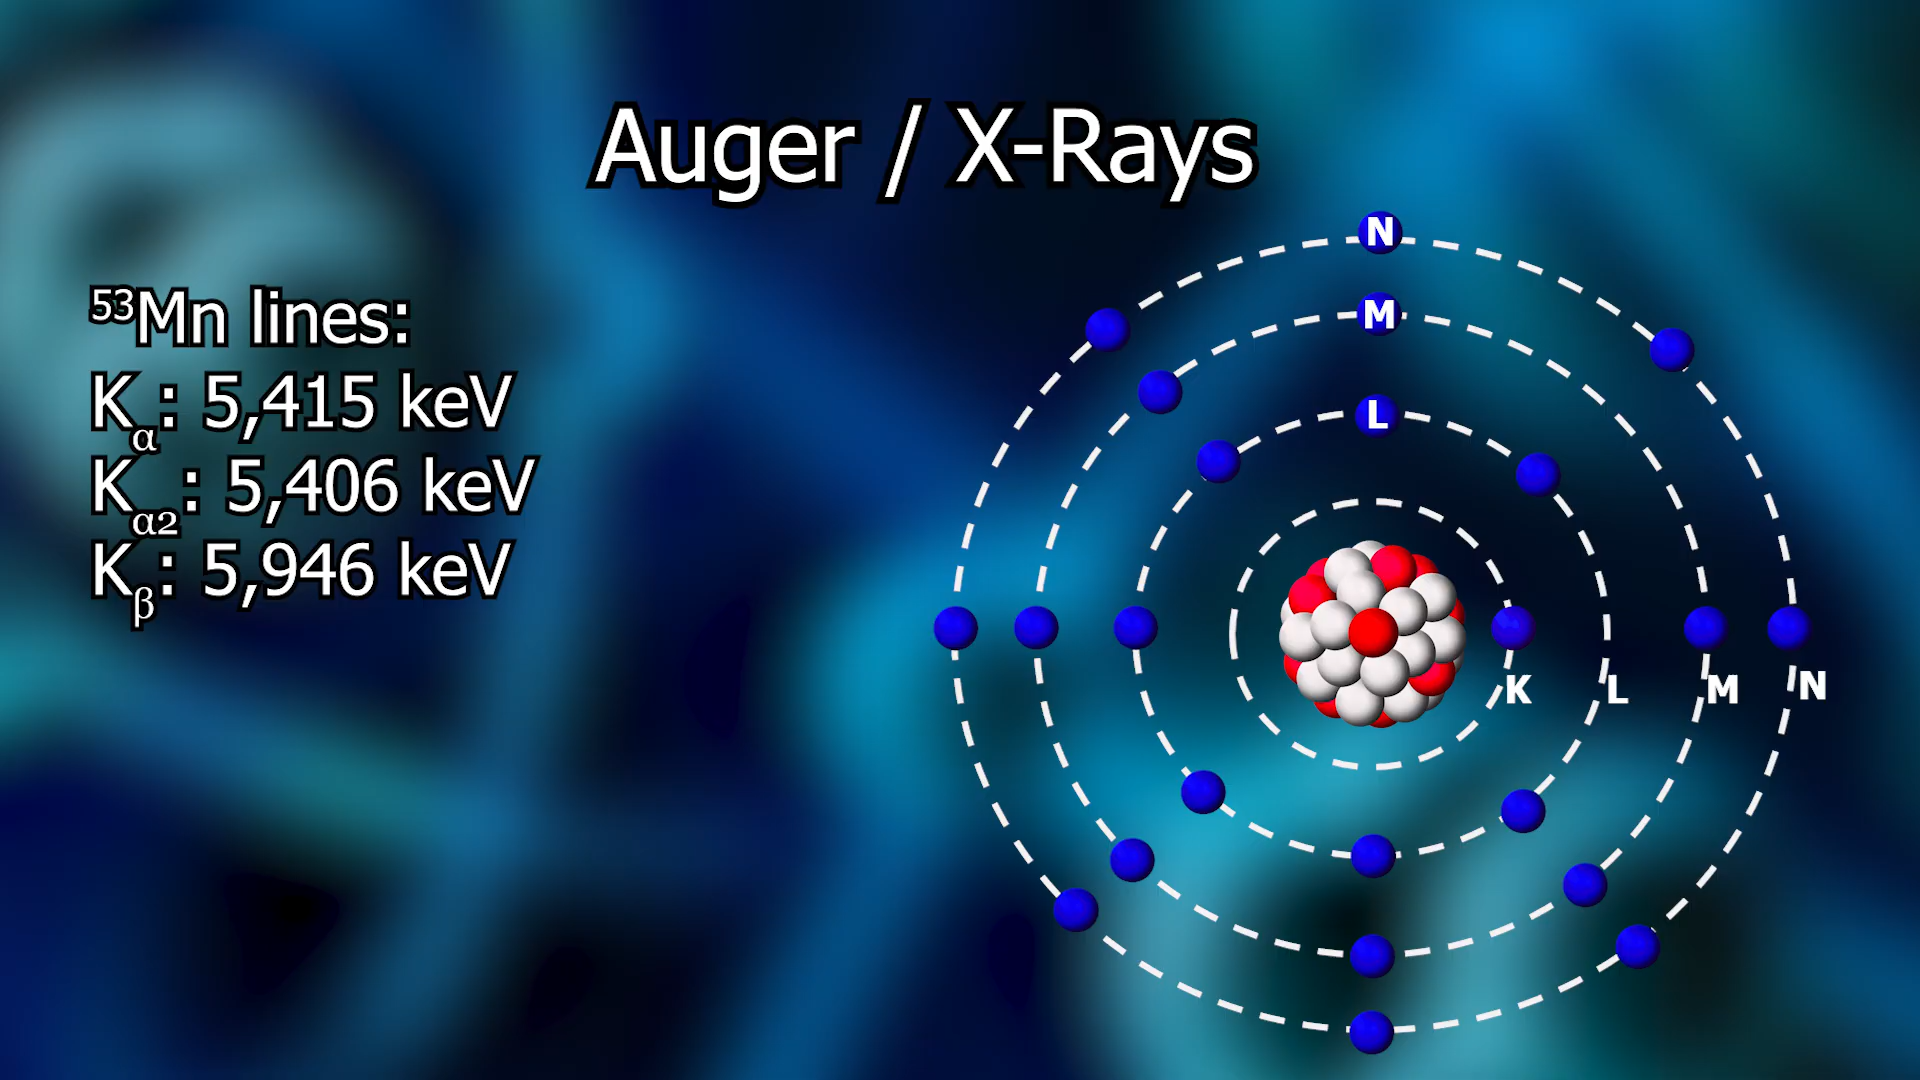 Auger / X-Rays
⁵³Mn lines:
Kα: 5,415 keV
Kα2: 5,406 keV
Kβ: 5,946 keV
N
M
L
K L M N